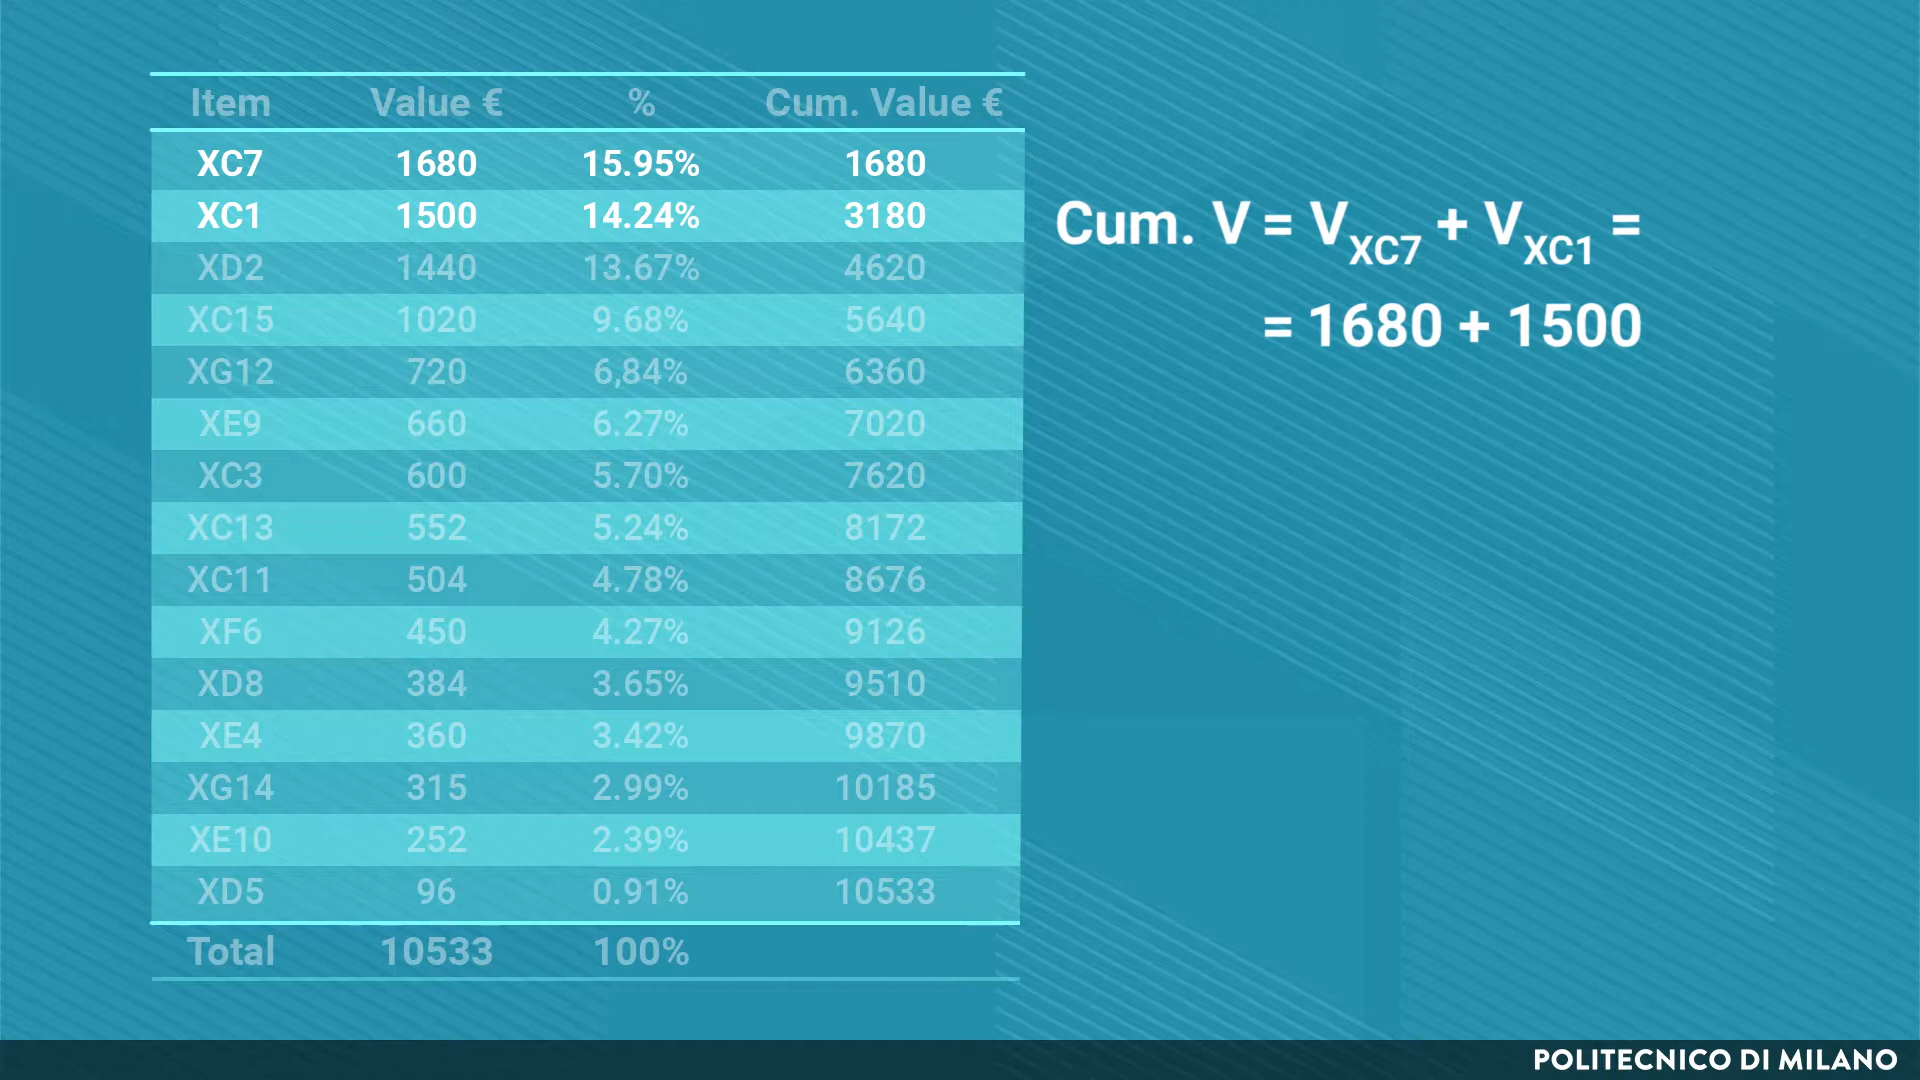 Item Value € % Cum. Value €
XC7 1680 15.95% 1680
XC1 1500 14.24% 3180
XD2 1440 13.67% 4620
XC15 1020 9.68% 5640
XG12 720 6,84% 6360
XE9 660 6.27% 7020
XC3 600 5.70% 7620
XC13 552 5.24% 8172
XC11 504 4.78% 8676
XF6 450 4.27% 9126
XD8 384 3.65% 9510
XE4 360 3.42% 9870
XG14 315 2.99% 10185
XE10 252 2.39% 10437
XD5 96 0.91% 10533
Total 10533 100%
Cum. V = VXC7 + VXC1 =
= 1680 + 1500
POLITECNICO DI MILANO